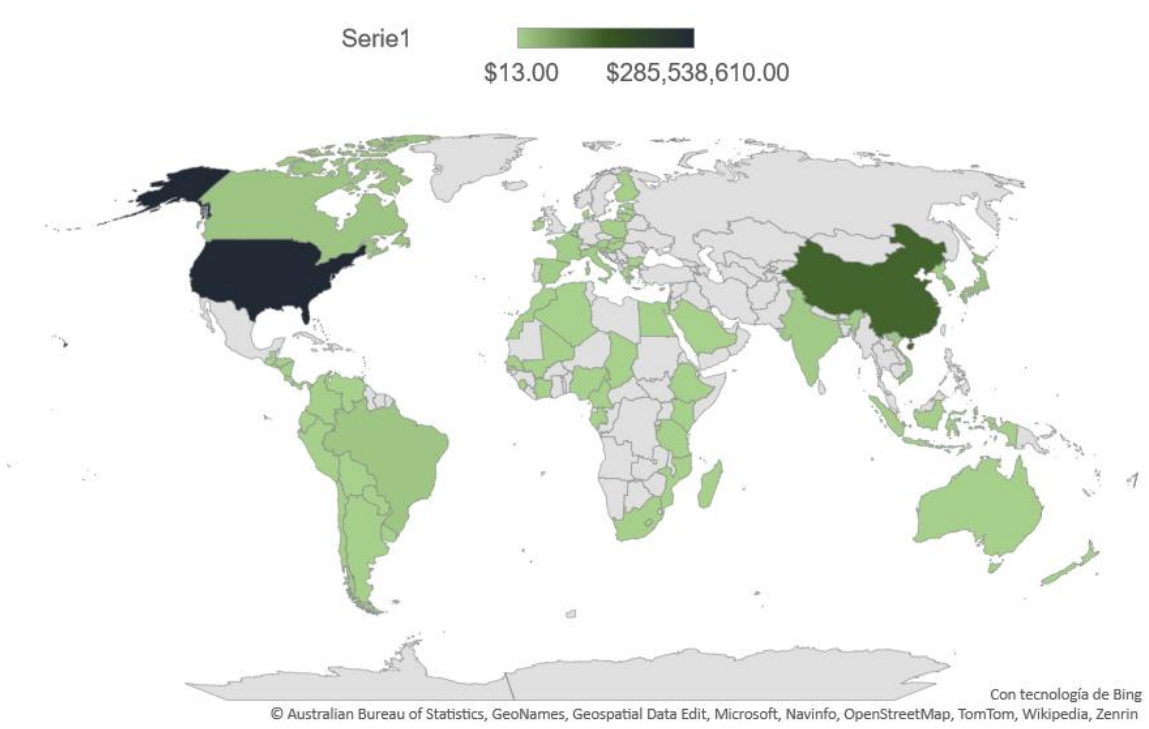 Serie1
$13.00 $285,538,610.00
Con tecnología de Bing
© Australian Bureau of Statistics, GeoNames, Geospatial Data Edit, Microsoft, Navinfo, OpenStreetMap, TomTom, Wikipedia, Zenrin